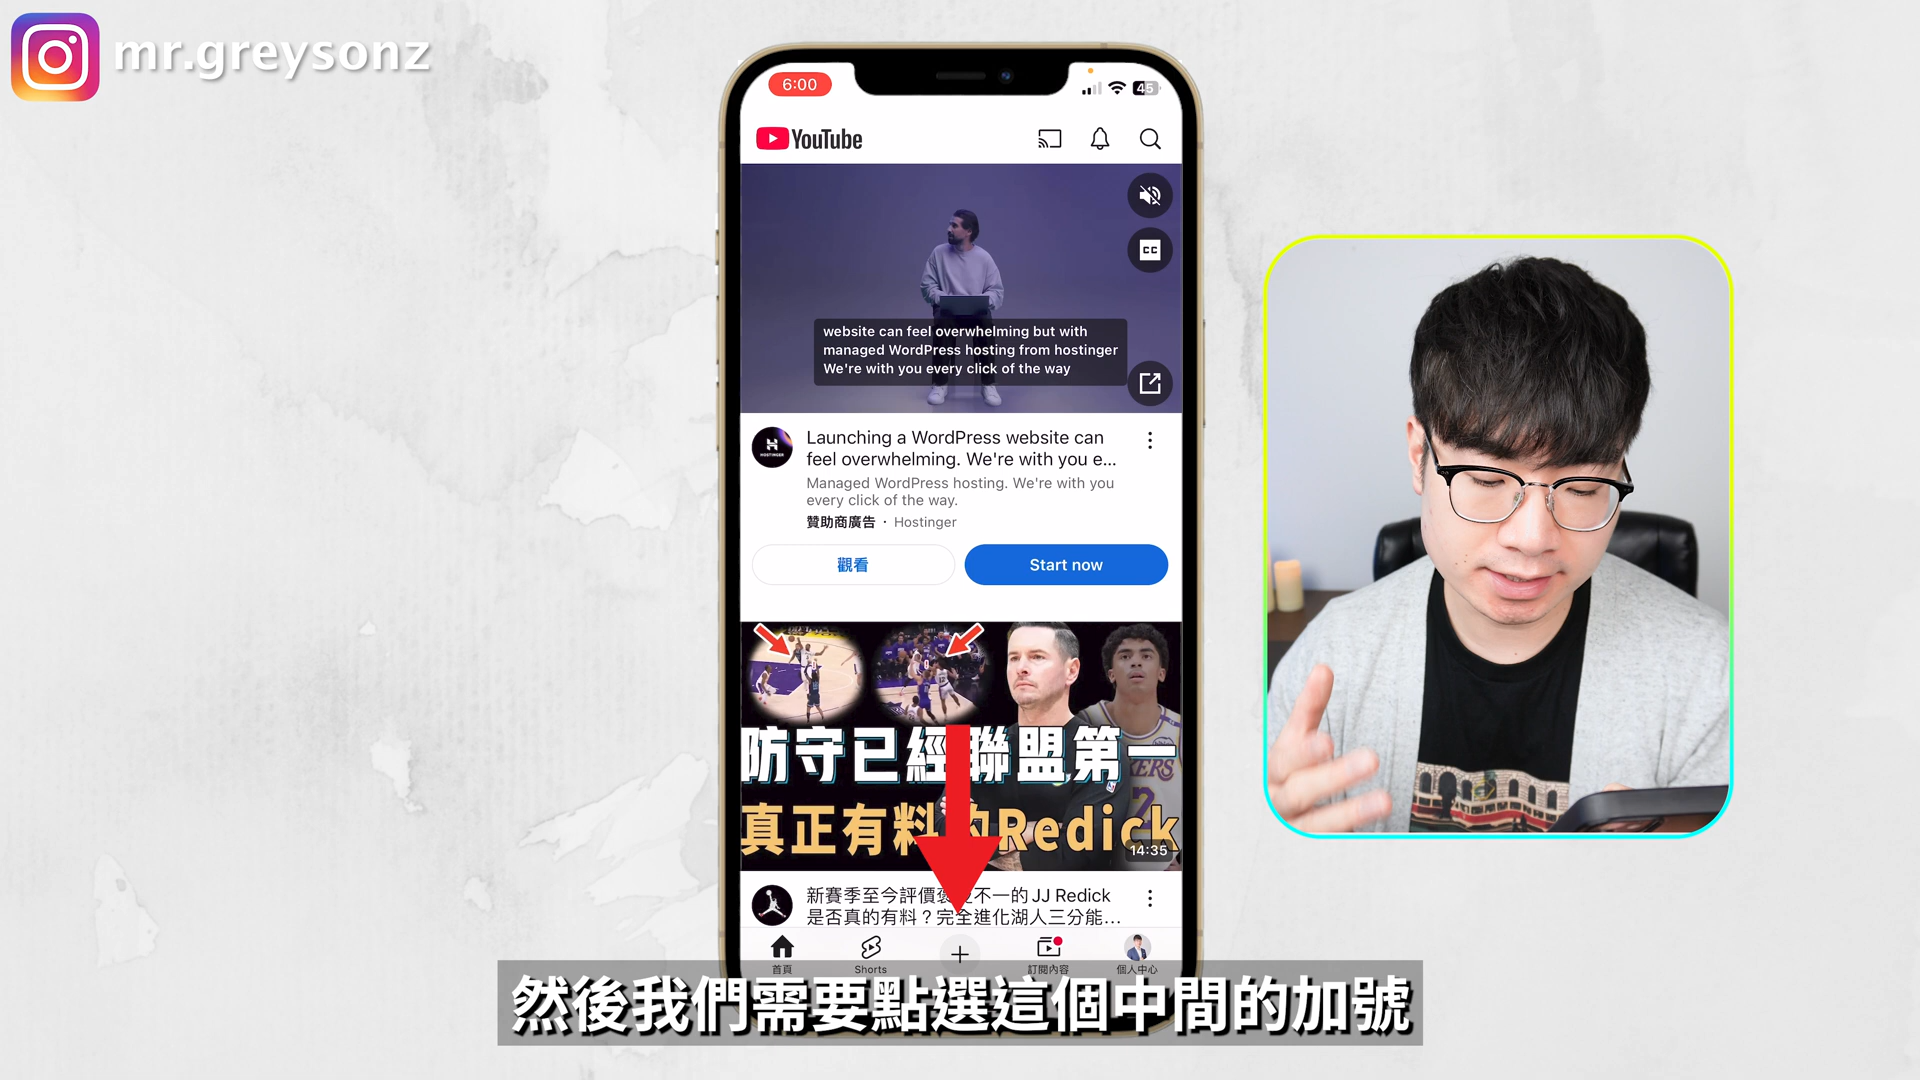 mr.greysonz
6:00
45
YouTube
CC
website can feel overwhelming but with
managed WordPress hosting from hostinger
We're with you every click of the way
HOSTINGER
Launching a WordPress website can
feel overwhelming. We're with you e...
Managed WordPress hosting. We're with you
every click of the way.
贊助商廣告 · Hostinger
觀看
Start now
防守已經聯盟第一
真正有料的Redick
14:35
新賽季至今評價褒貶不一的JJ Redick
是否真的有料？完全進化湖人三分能...
首頁
Shorts
訂閱內容
個人中心
然後我們需要點選這個中間的加號